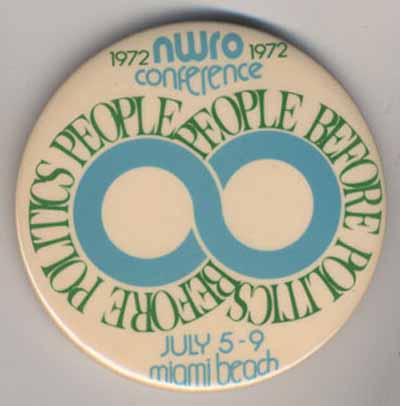 1972 nwro 1972
conference
PEOPLE BEFORE POLITICS
PEOPLE BEFORE POLITICS
JULY 5-9
miami beach